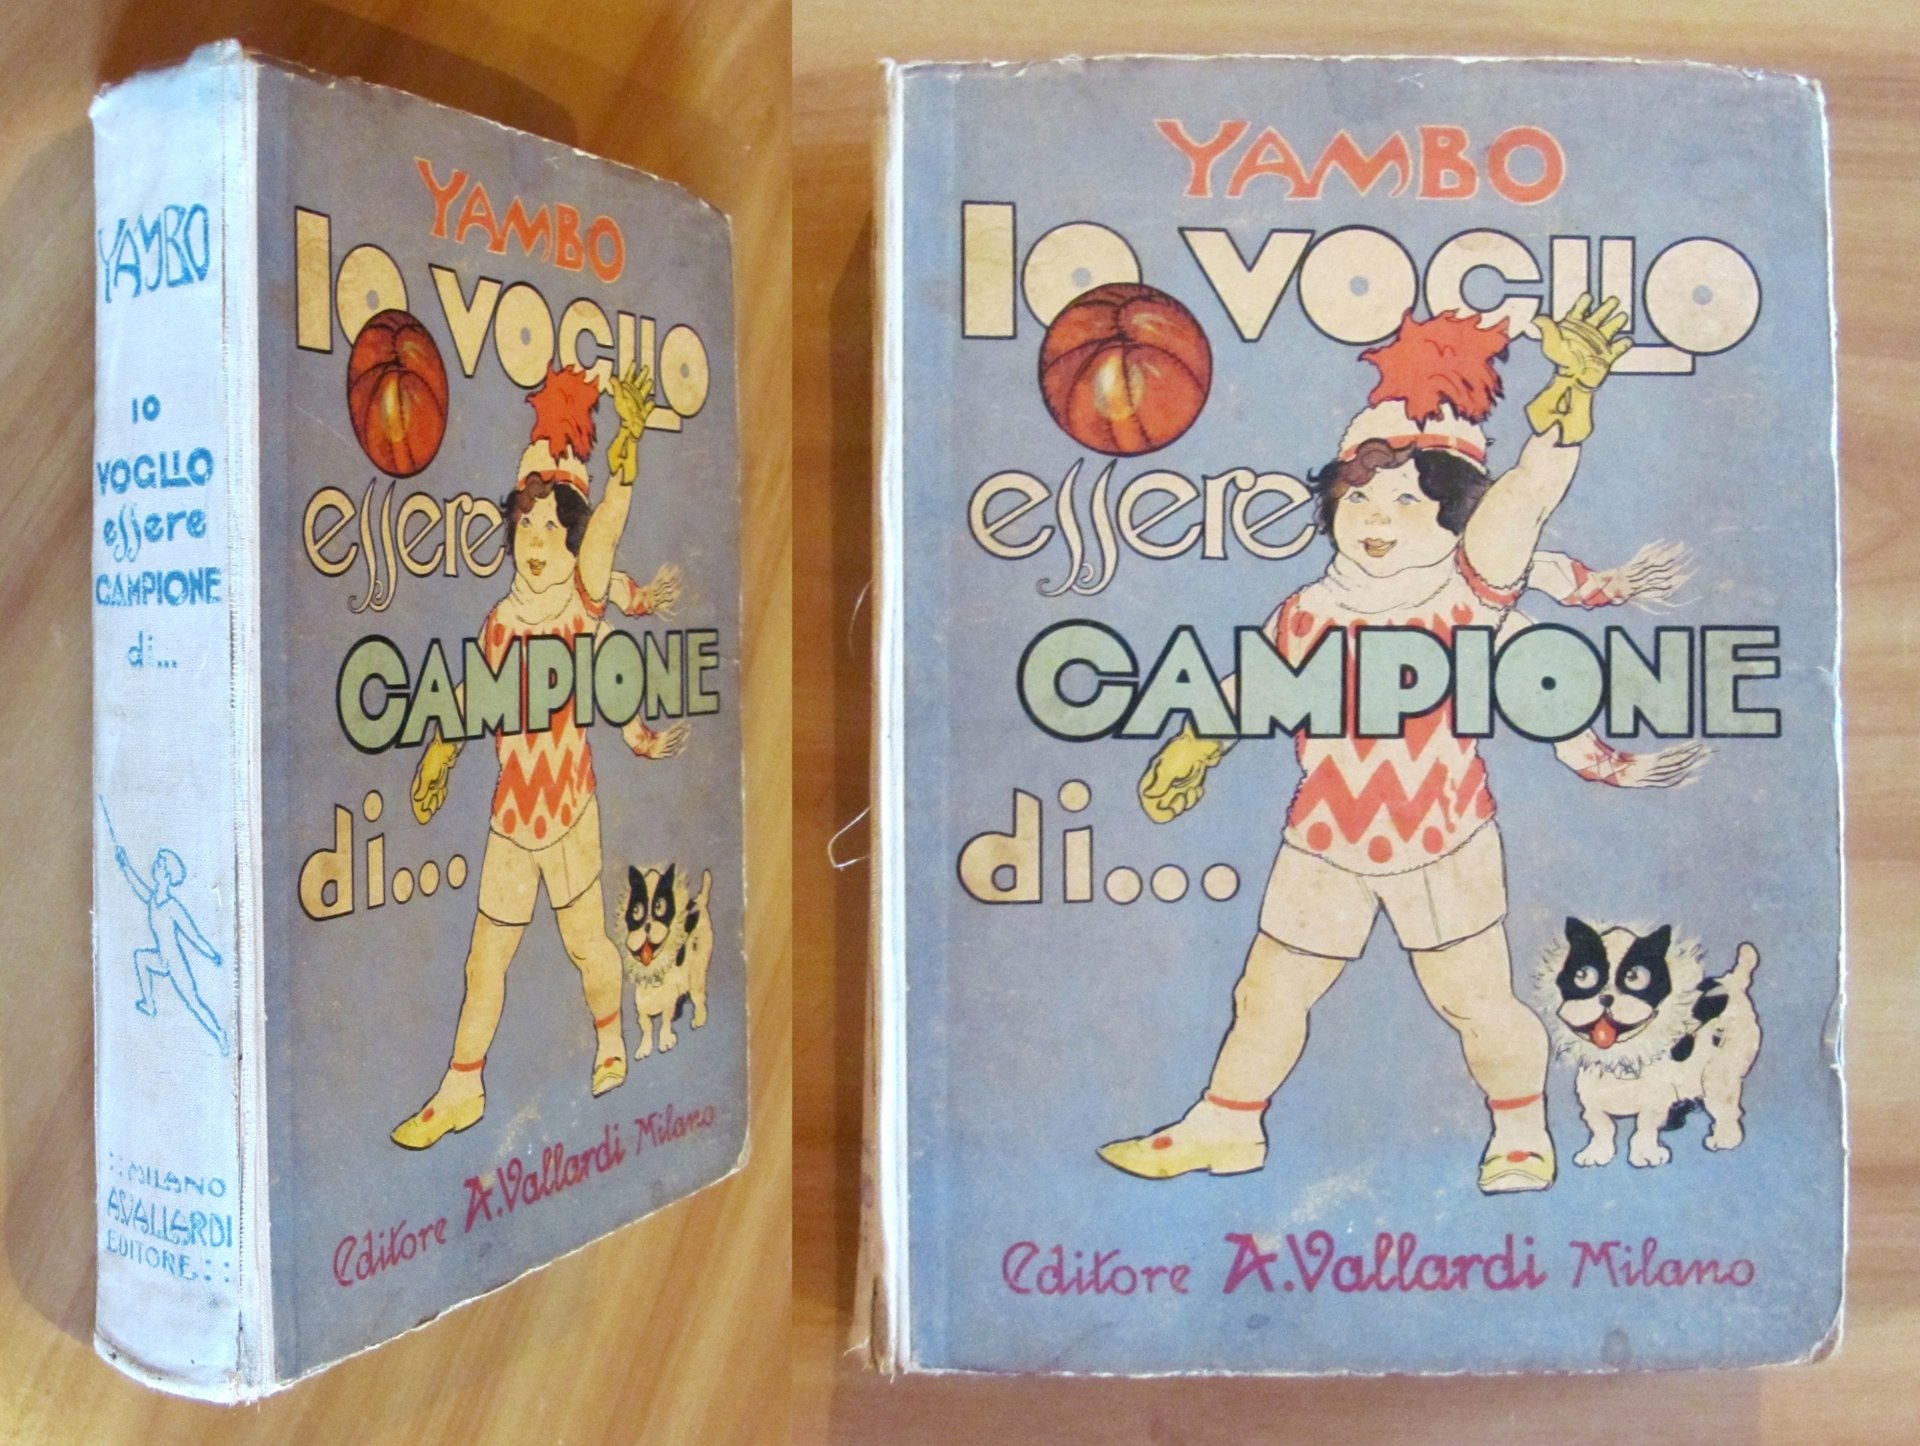 YAMBO
IO
VOGLIO
essere
CAMPIONE
di...
MILANO
A.VALLARDI
EDITORE
YAMBO
IO VOGLIO
essere
CAMPIONE
di...
Editore A.Vallardi Milano
YAMBO
IO VOGLIO
essere
CAMPIONE
di...
Editore A.Vallardi Milano